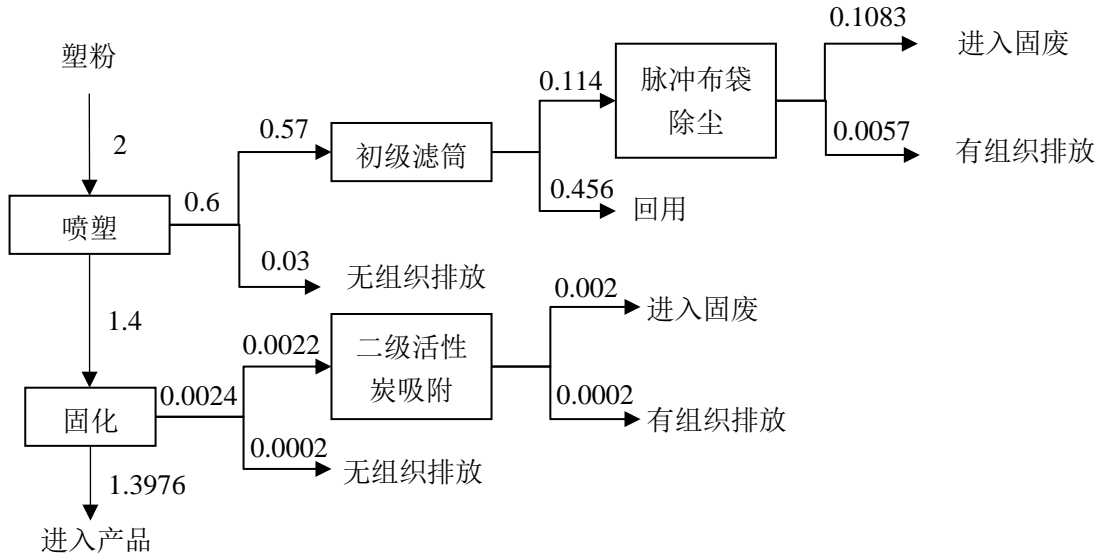 塑粉
2
喷塑
0.6
0.57
初级滤筒
0.114
脉冲布袋
除尘
0.1083
进入固废
0.0057
有组织排放
0.456
回用
0.03
无组织排放
1.4
固化
0.0024
0.0022
二级活性
炭吸附
0.002
进入固废
0.0002
有组织排放
0.0002
无组织排放
1.3976
进入产品